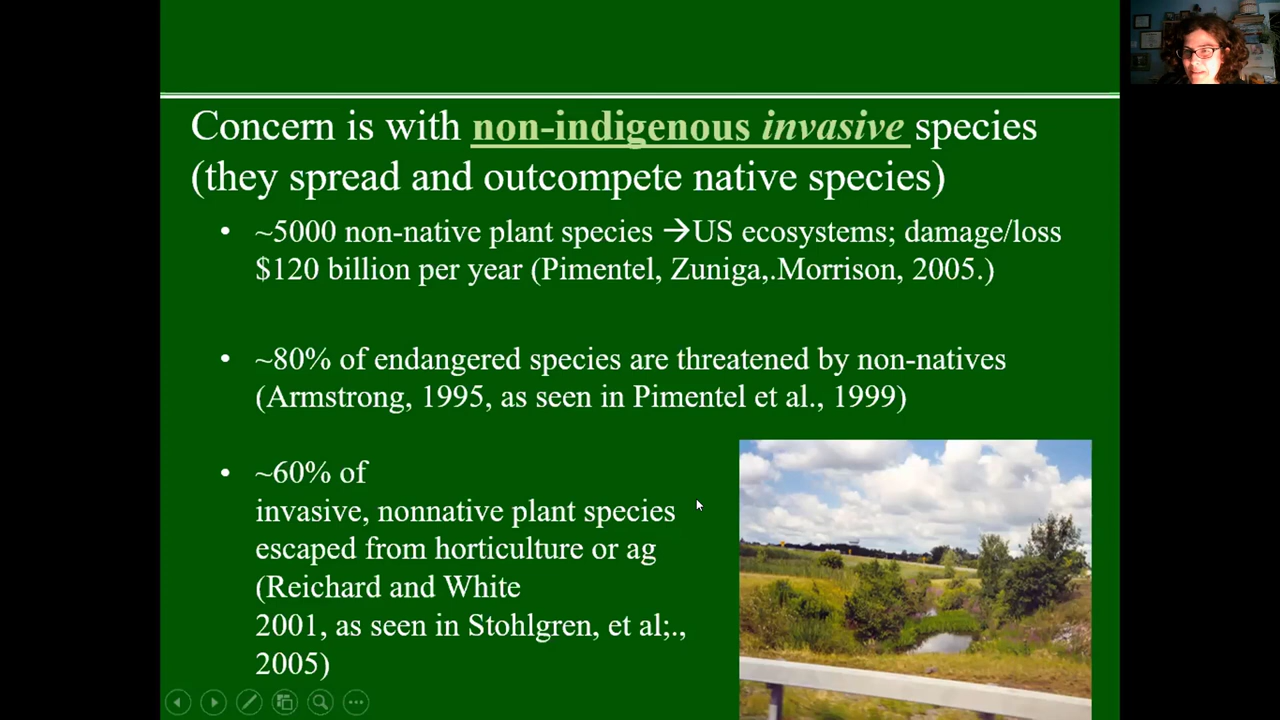 Concern is with non-indigenous invasive species
(they spread and outcompete native species)
• ~5000 non-native plant species →US ecosystems; damage/loss
$120 billion per year (Pimentel, Zuniga,.Morrison, 2005.)
• ~80% of endangered species are threatened by non-natives
(Armstrong, 1995, as seen in Pimentel et al., 1999)
• ~60% of
invasive, nonnative plant species
escaped from horticulture or ag
(Reichard and White
2001, as seen in Stohlgren, et al;.,
2005)